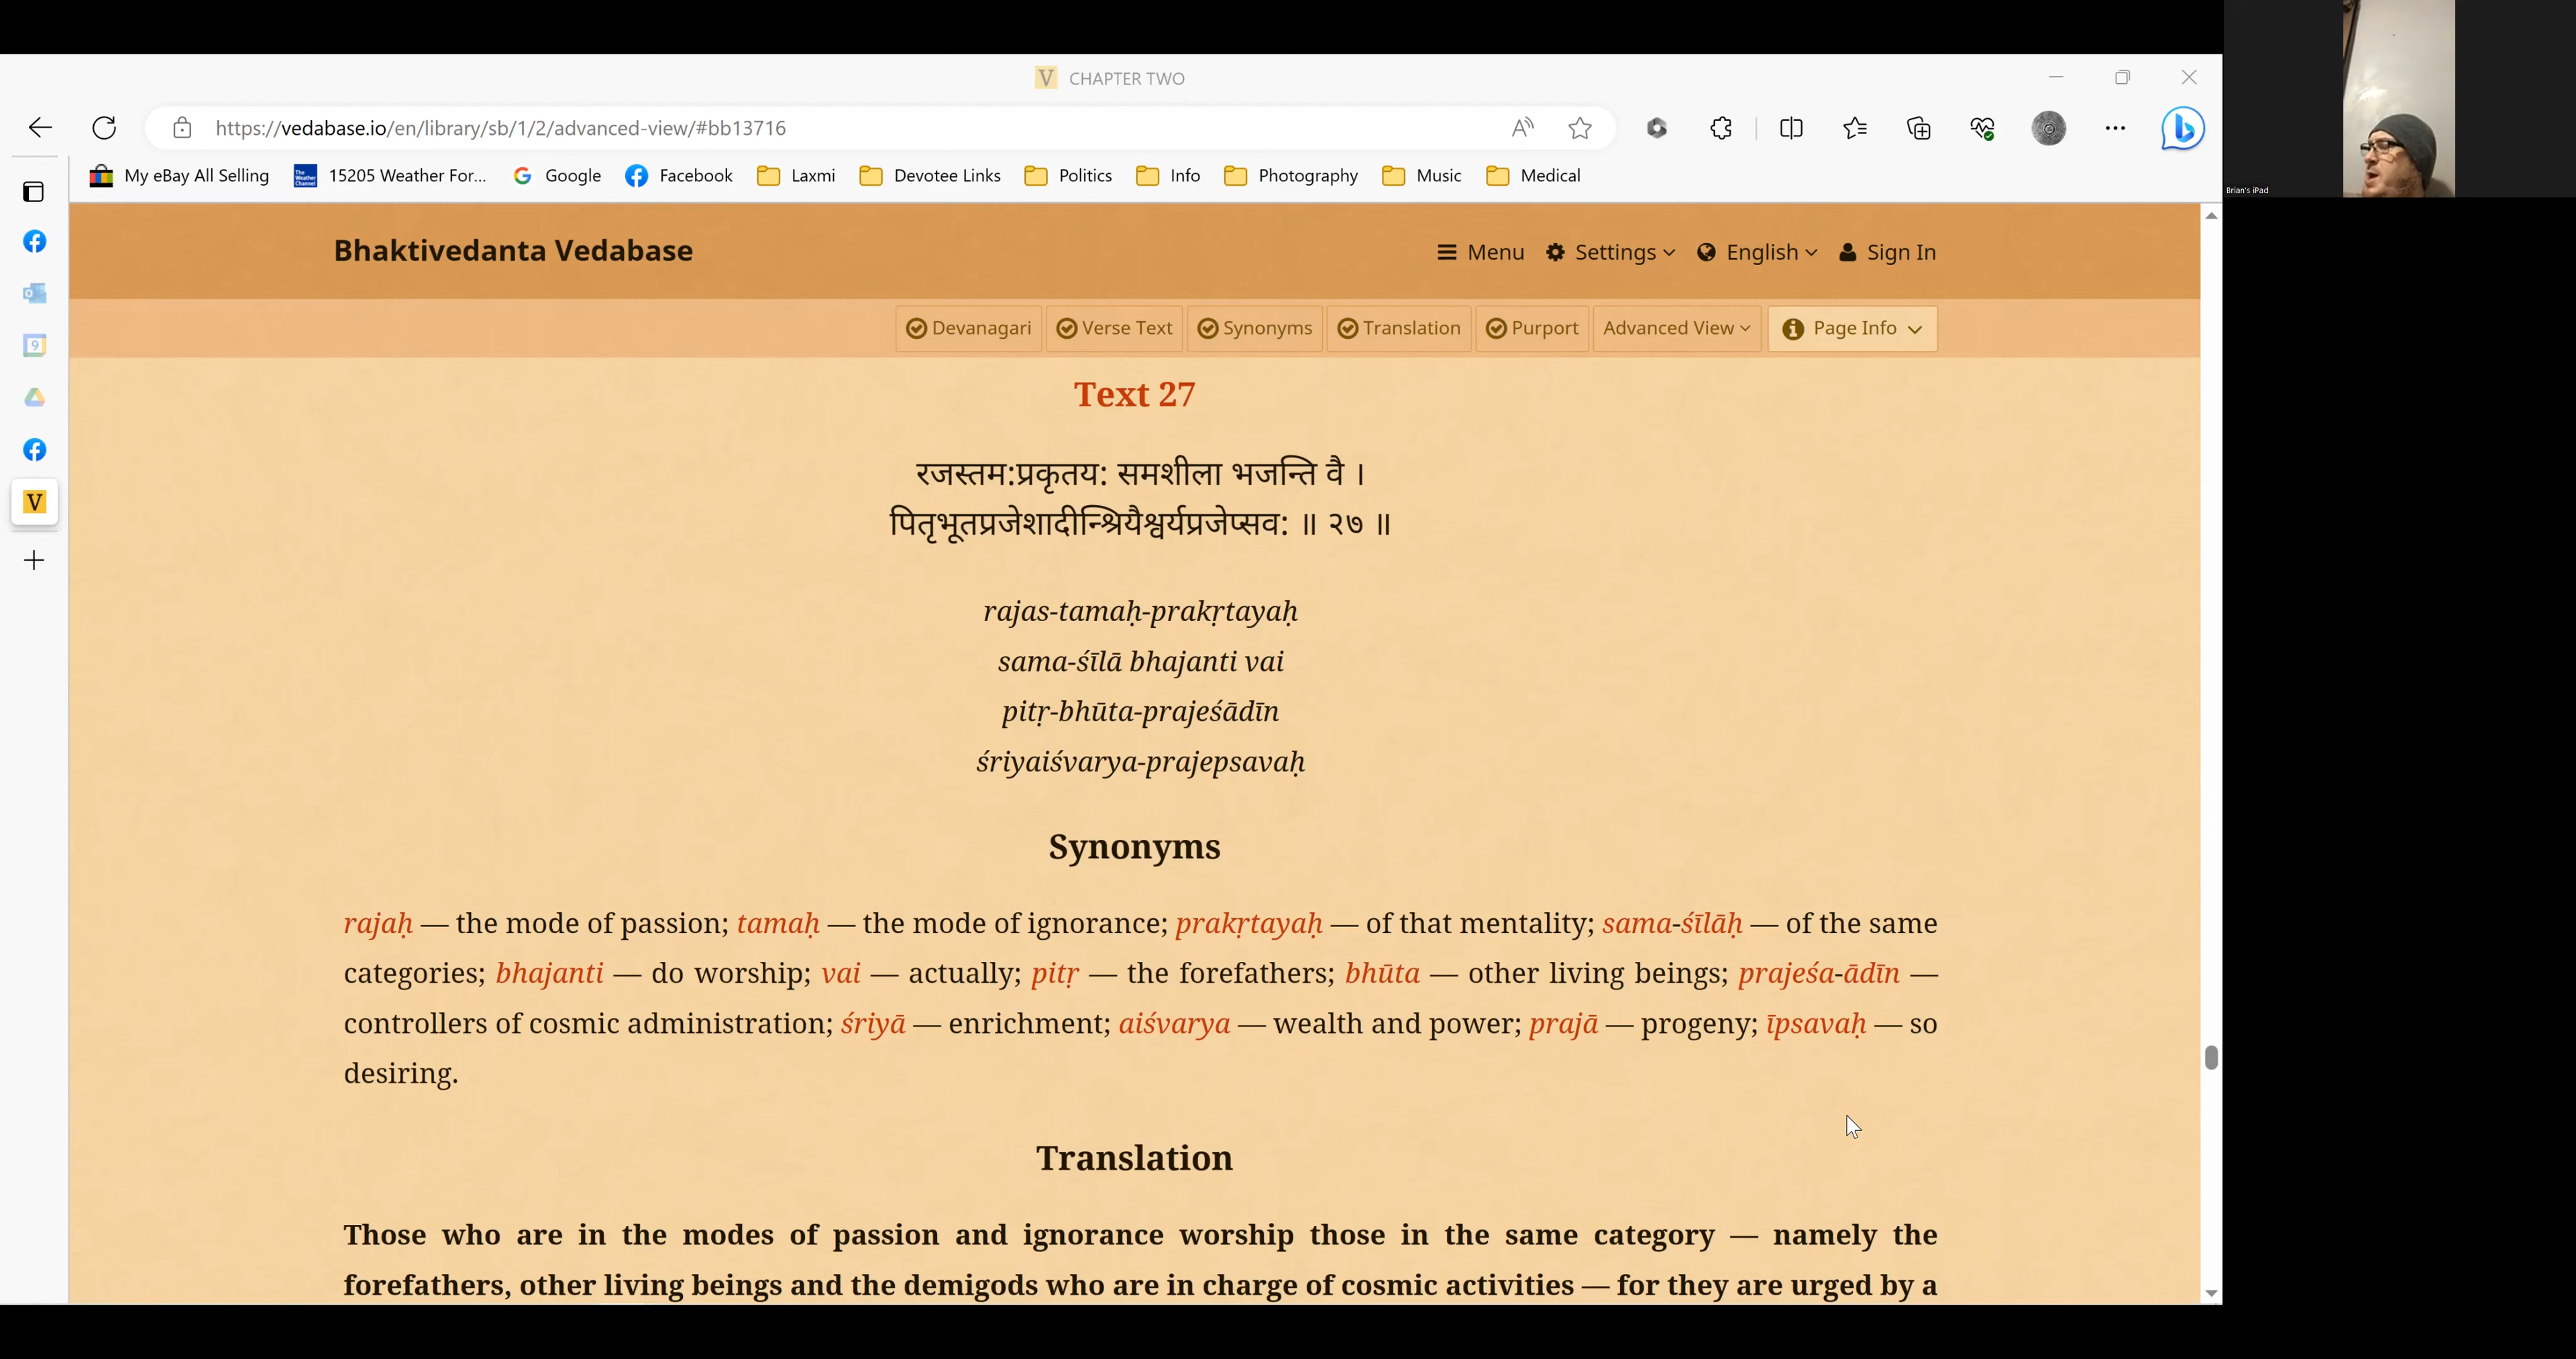 CHAPTER TWO
https://vedabase.io/en/library/sb/1/2/advanced-view/#bb13716
My eBay All Selling 15205 Weather For... Google Facebook Laxmi Devotee Links Politics Info Photography Music Medical
Brian's iPad
Bhaktivedanta Vedabase Menu Settings English Sign In
Devanagari Verse Text Synonyms Translation Purport Advanced View Page Info
Text 27
रजस्तम:प्रकृतय: समशीला भजन्ति वै ।
पितृभूतप्रजेशादीन्श्रियैश्वर्यप्रजेप्सव: ॥ २७ ॥
rajas-tamaḥ-prakṛtayaḥ
sama-śīlā bhajanti vai
pitṛ-bhūta-prajeśādīn
śriyaiśvarya-prajepsavaḥ
Synonyms
rajaḥ — the mode of passion; tamaḥ — the mode of ignorance; prakṛtayaḥ — of that mentality; sama-śīlāḥ — of the same
categories; bhajanti — do worship; vai — actually; pitṛ — the forefathers; bhūta — other living beings; prajeśa-ādīn —
controllers of cosmic administration; śriyā — enrichment; aiśvarya — wealth and power; prajā — progeny; īpsavaḥ — so
desiring.
Translation
Those who are in the modes of passion and ignorance worship those in the same category — namely the
forefathers, other living beings and the demigods who are in charge of cosmic activities — for they are urged by a